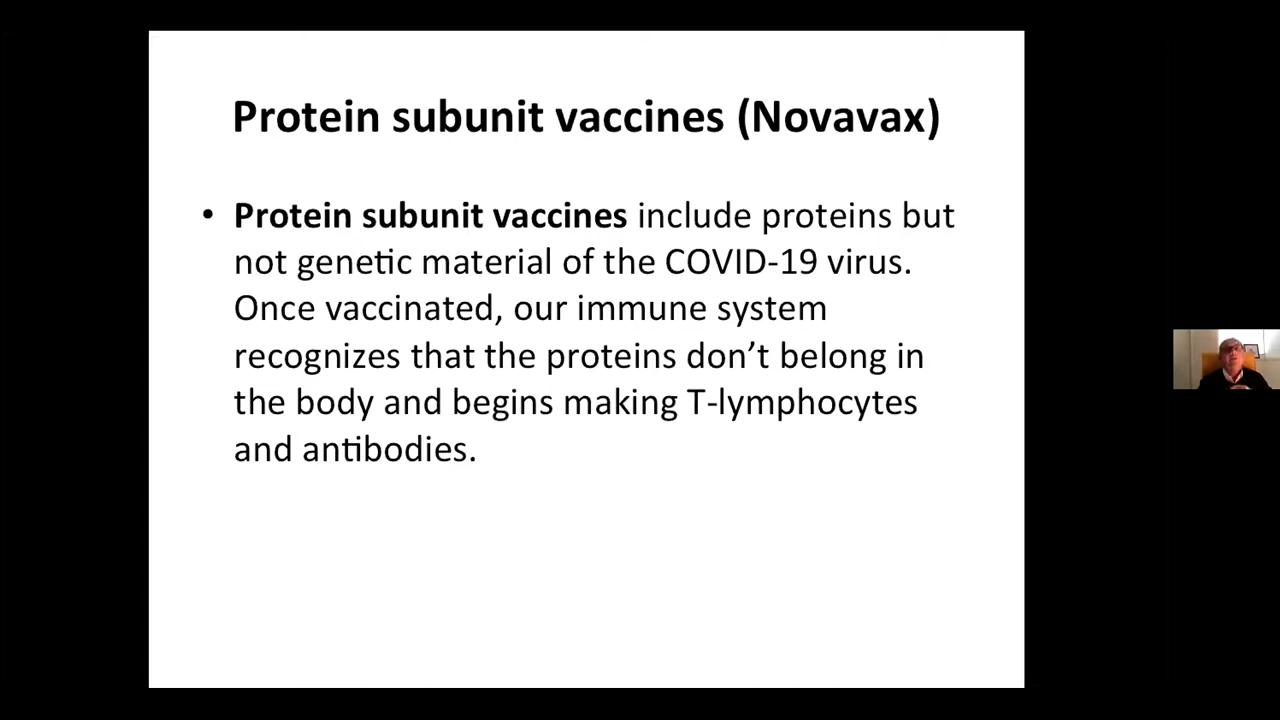 Protein subunit vaccines (Novavax)
• Protein subunit vaccines include proteins but
not genetic material of the COVID-19 virus.
Once vaccinated, our immune system
recognizes that the proteins don’t belong in
the body and begins making T-lymphocytes
and antibodies.